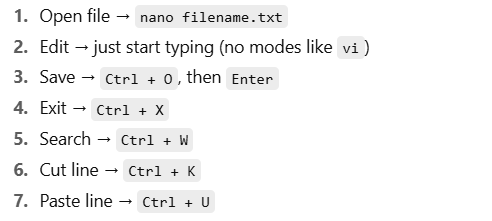 1. Open file → nano filename.txt
2. Edit → just start typing (no modes like vi)
3. Save → Ctrl + O, then Enter
4. Exit → Ctrl + X
5. Search → Ctrl + W
6. Cut line → Ctrl + K
7. Paste line → Ctrl + U